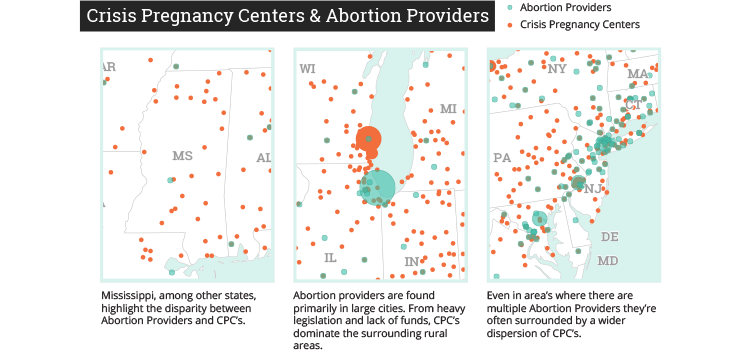 Crisis Pregnancy Centers & Abortion Providers
Abortion Providers
Crisis Pregnancy Centers
AR
MS
AL
WI
MI
IL
IN
NY
MA
CT
PA
NJ
DE
MD
Mississippi, among other states,
highlight the disparity between
Abortion Providers and CPC's.
Abortion providers are found
primarily in large cities. From heavy
legislation and lack of funds, CPC's
dominate the surrounding rural
areas.
Even in area's where there are
multiple Abortion Providers they're
often surrounded by a wider
dispersion of CPC's.